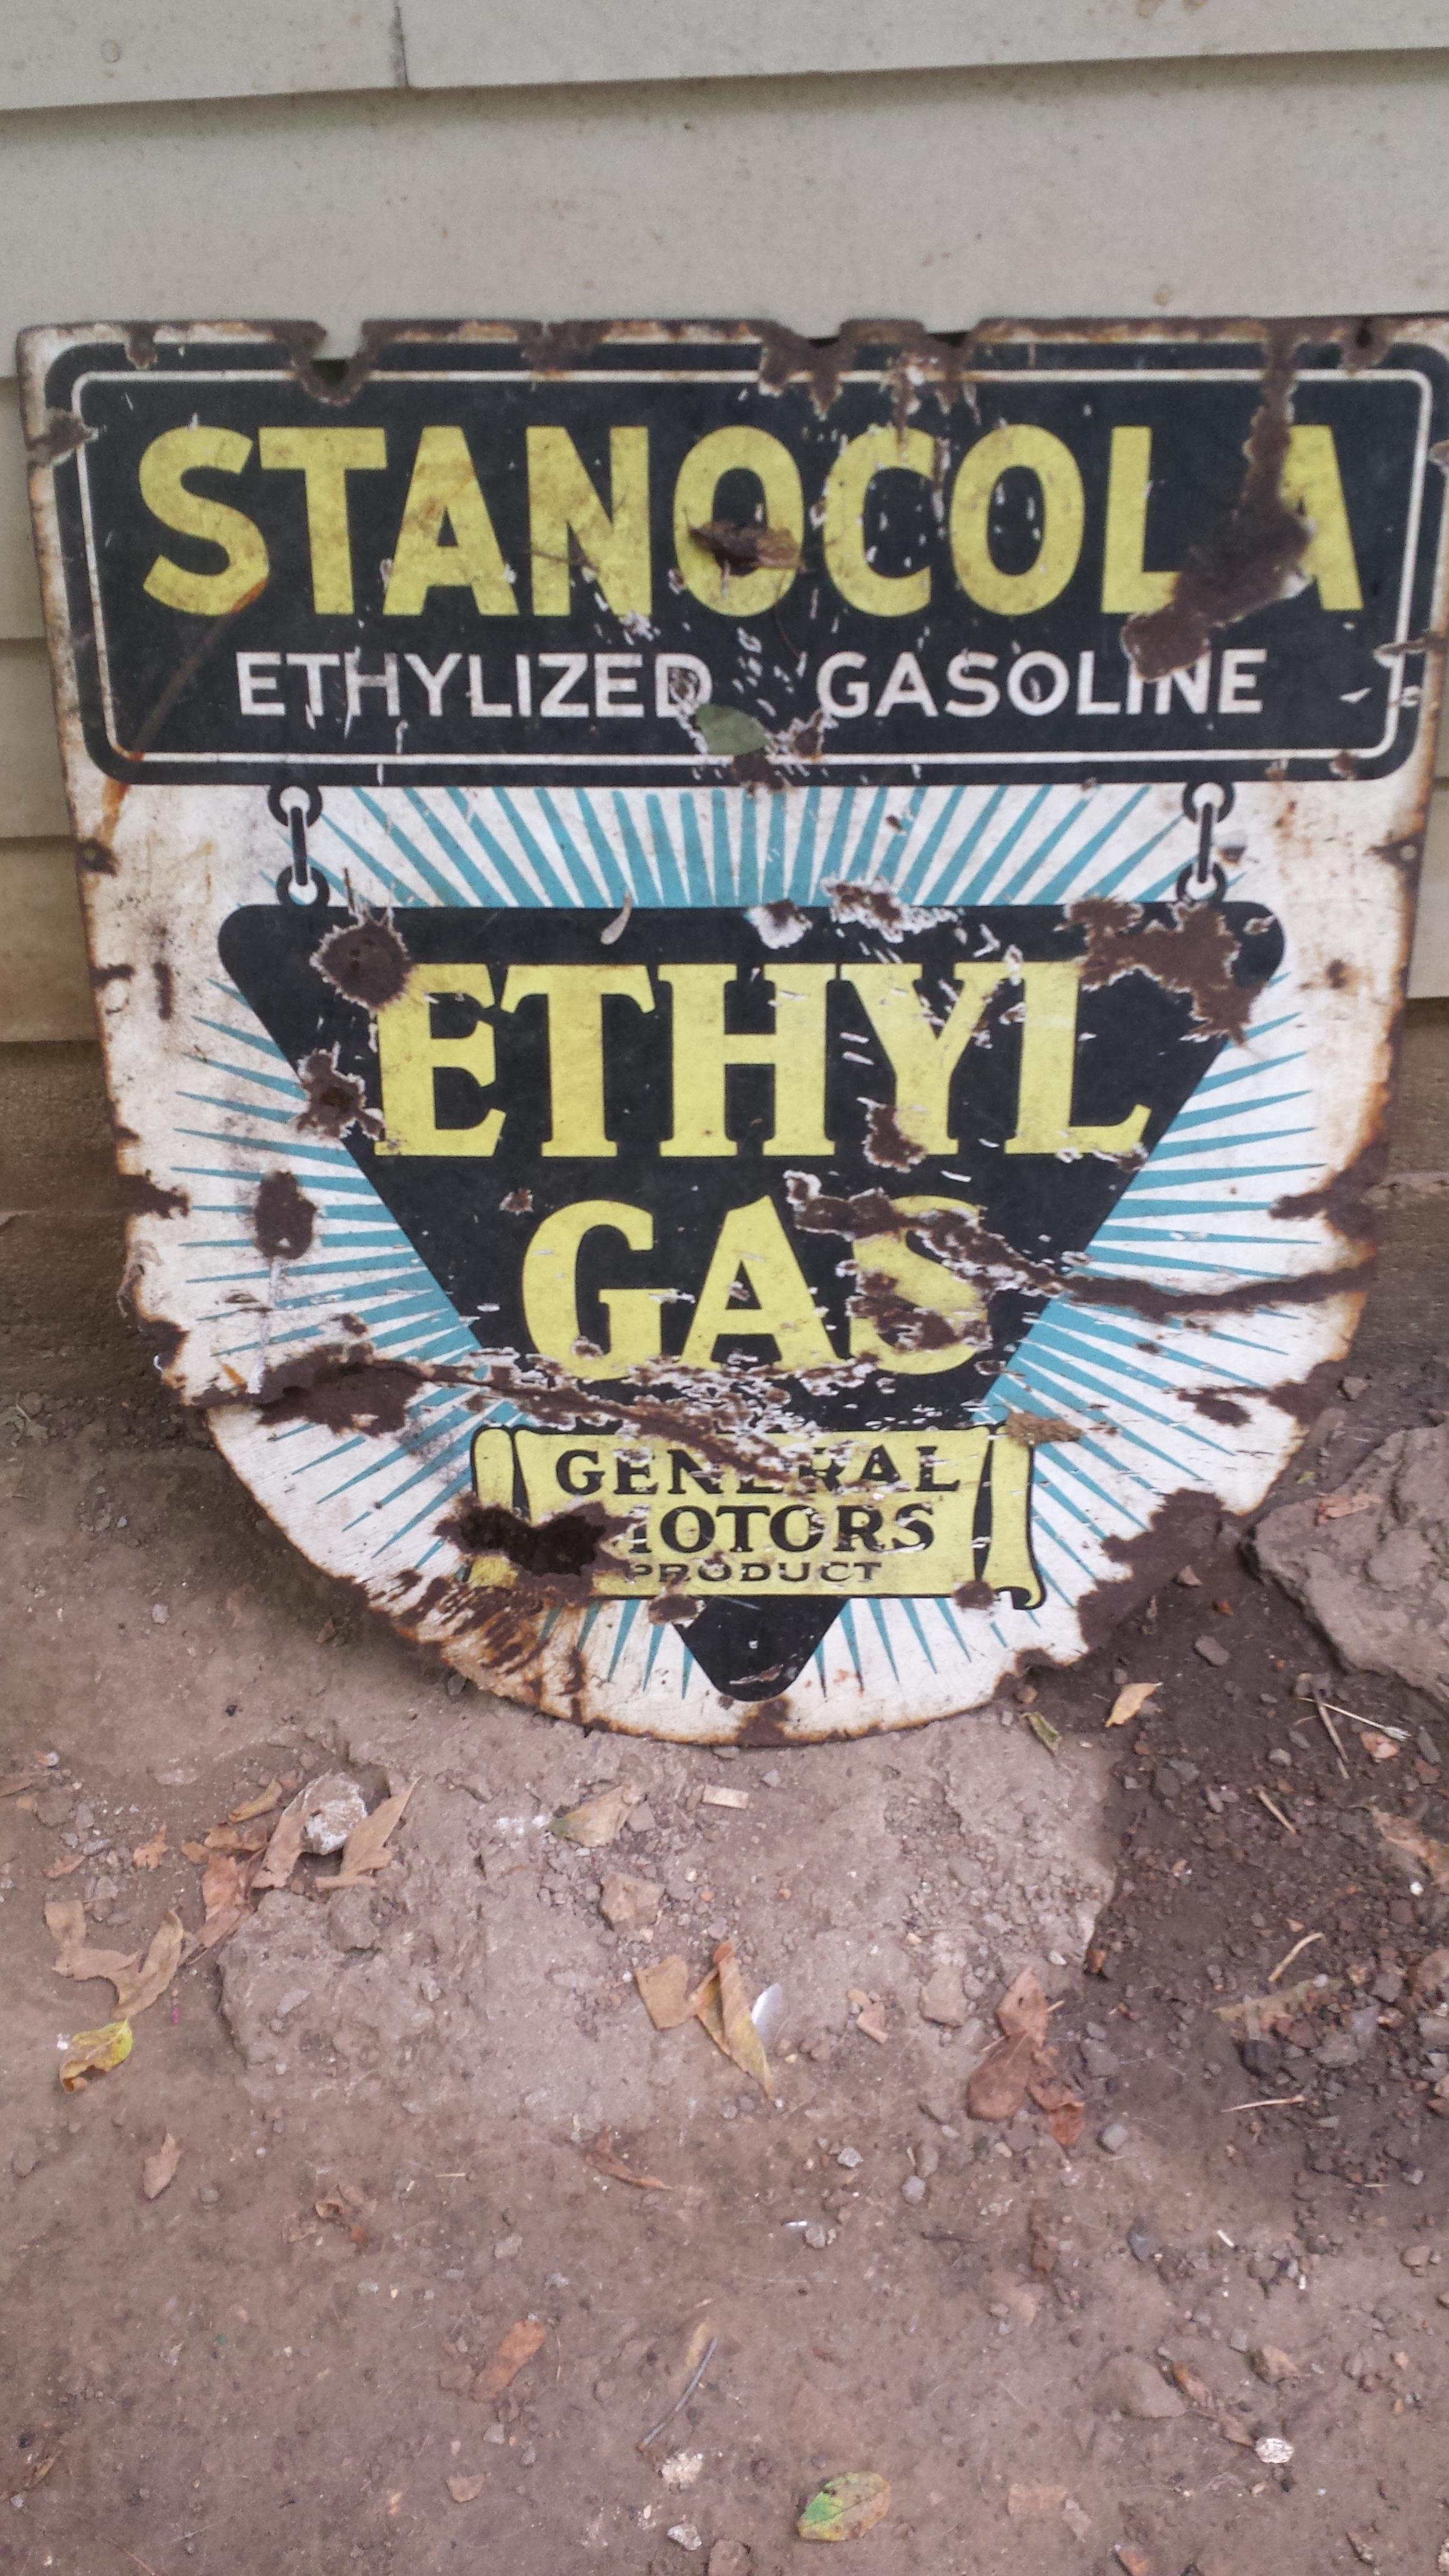 STANOCOLA
ETHYLIZED GASOLINE
ETHYL
GAS
GENERAL
MOTORS
PRODUCT